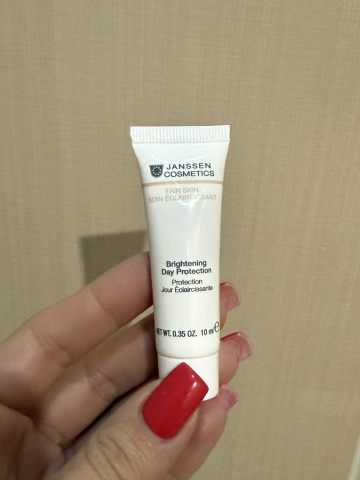 JANSSEN
COSMETICS
FAIR SKIN
SOIN ÉCLAIRCISSANT
Brightening
Day Protection
Protection
Jour Éclaircissante
NET WT. 0.35 OZ. 10 ml e